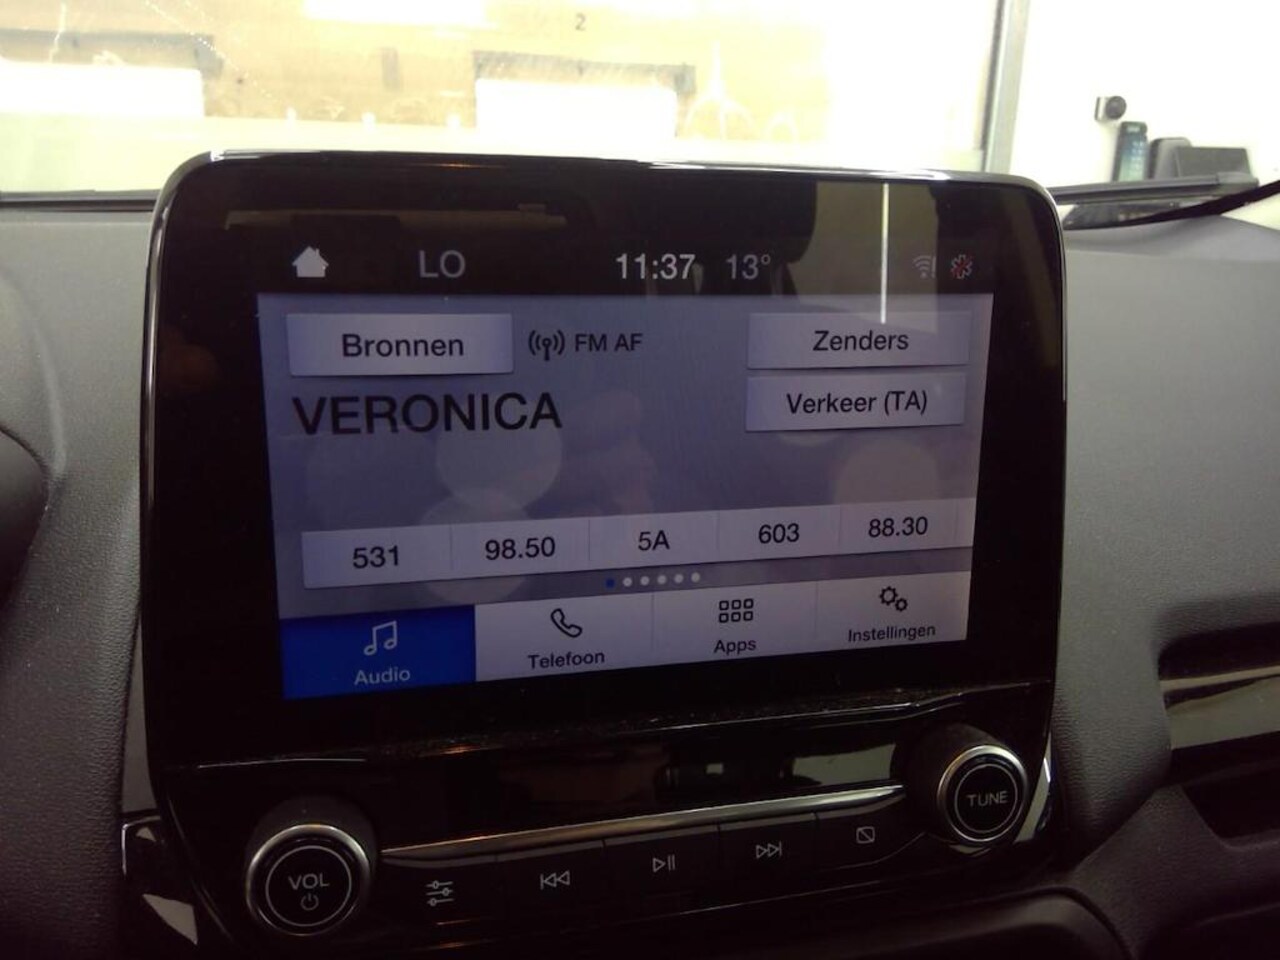 2
LO 11:37 13°
Bronnen FM AF Zenders
VERONICA Verkeer (TA)
531 98.50 5A 603 88.30
Audio Telefoon Apps Instellingen
VOL TUNE